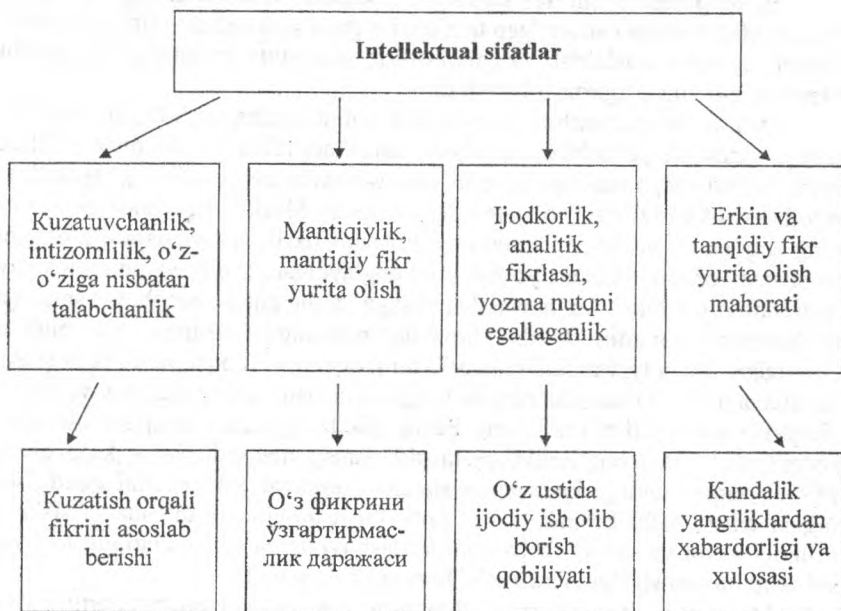 Intellektual sifatlar
Kuzatuvchanlik,
intizomlilik, o‘z-
o‘ziga nisbatan
talabchanlik
Mantiqiylik,
mantiqiy fikr
yurita olish
Ijodkorlik,
analitik
fikrlash,
yozma nutqni
egallaganlik
Erkin va
tanqidiy fikr
yurita olish
mahorati
Kuzatish orqali
fikrini asoslab
berishi
O‘з фикрини
ўзгартирмас-
лик даражаси
O‘z ustida
ijodiy ish olib
borish
qobiliyati
Kundalik
yangiliklardan
xabardorligi va
xulosasi